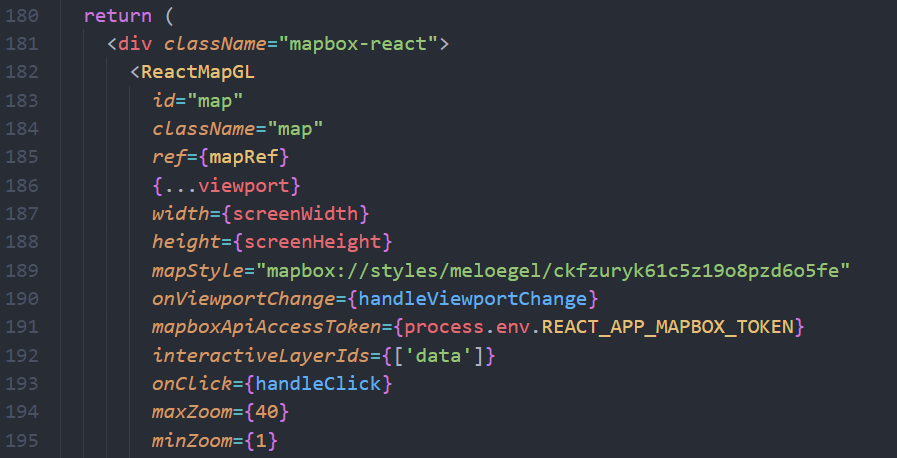 180 return (
181 <div className="mapbox-react">
182 <ReactMapGL
183 id="map"
184 className="map"
185 ref={mapRef}
186 {...viewport}
187 width={screenWidth}
188 height={screenHeight}
189 mapStyle="mapbox://styles/meloegel/ckfzuryk61c5z19o8pzd6o5fe"
190 onViewportChange={handleViewportChange}
191 mapboxApiAccessToken={process.env.REACT_APP_MAPBOX_TOKEN}
192 interactiveLayerIds={['data']}
193 onClick={handleClick}
194 maxZoom={40}
195 minZoom={1}